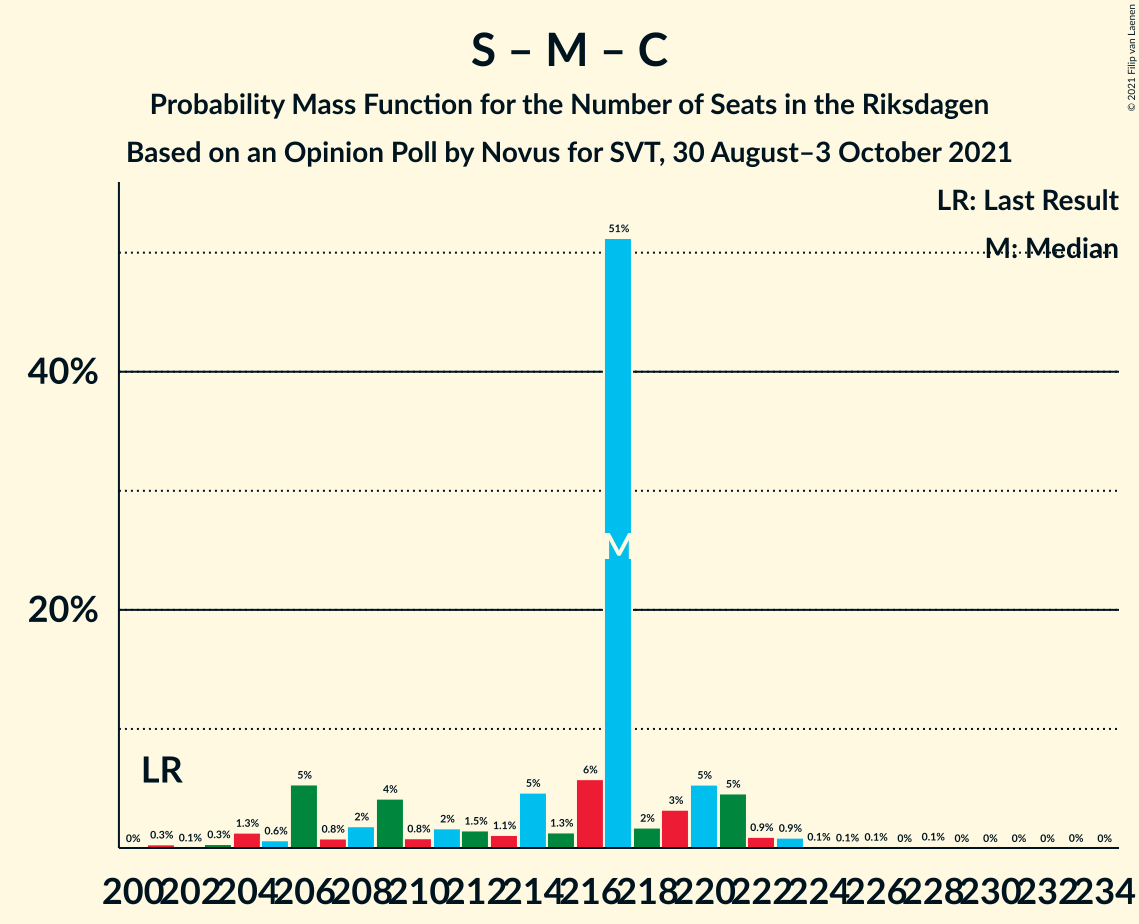 S – M – C
Probability Mass Function for the Number of Seats in the Riksdagen
Based on an Opinion Poll by Novus for SVT, 30 August–3 October 2021
© 2021 Filip van Laenen
LR: Last Result
M: Median
40%
20%
LR
M
0% 0.3% 0.1% 0.3% 1.3% 0.6% 5% 0.8% 2% 4% 0.8% 2% 1.5% 1.1% 5% 1.3% 6% 51% 2% 3% 5% 5% 0.9% 0.9% 0.1% 0.1% 0.1% 0% 0.1% 0% 0% 0% 0% 0% 0%
200 202 204 206 208 210 212 214 216 218 220 222 224 226 228 230 232 234